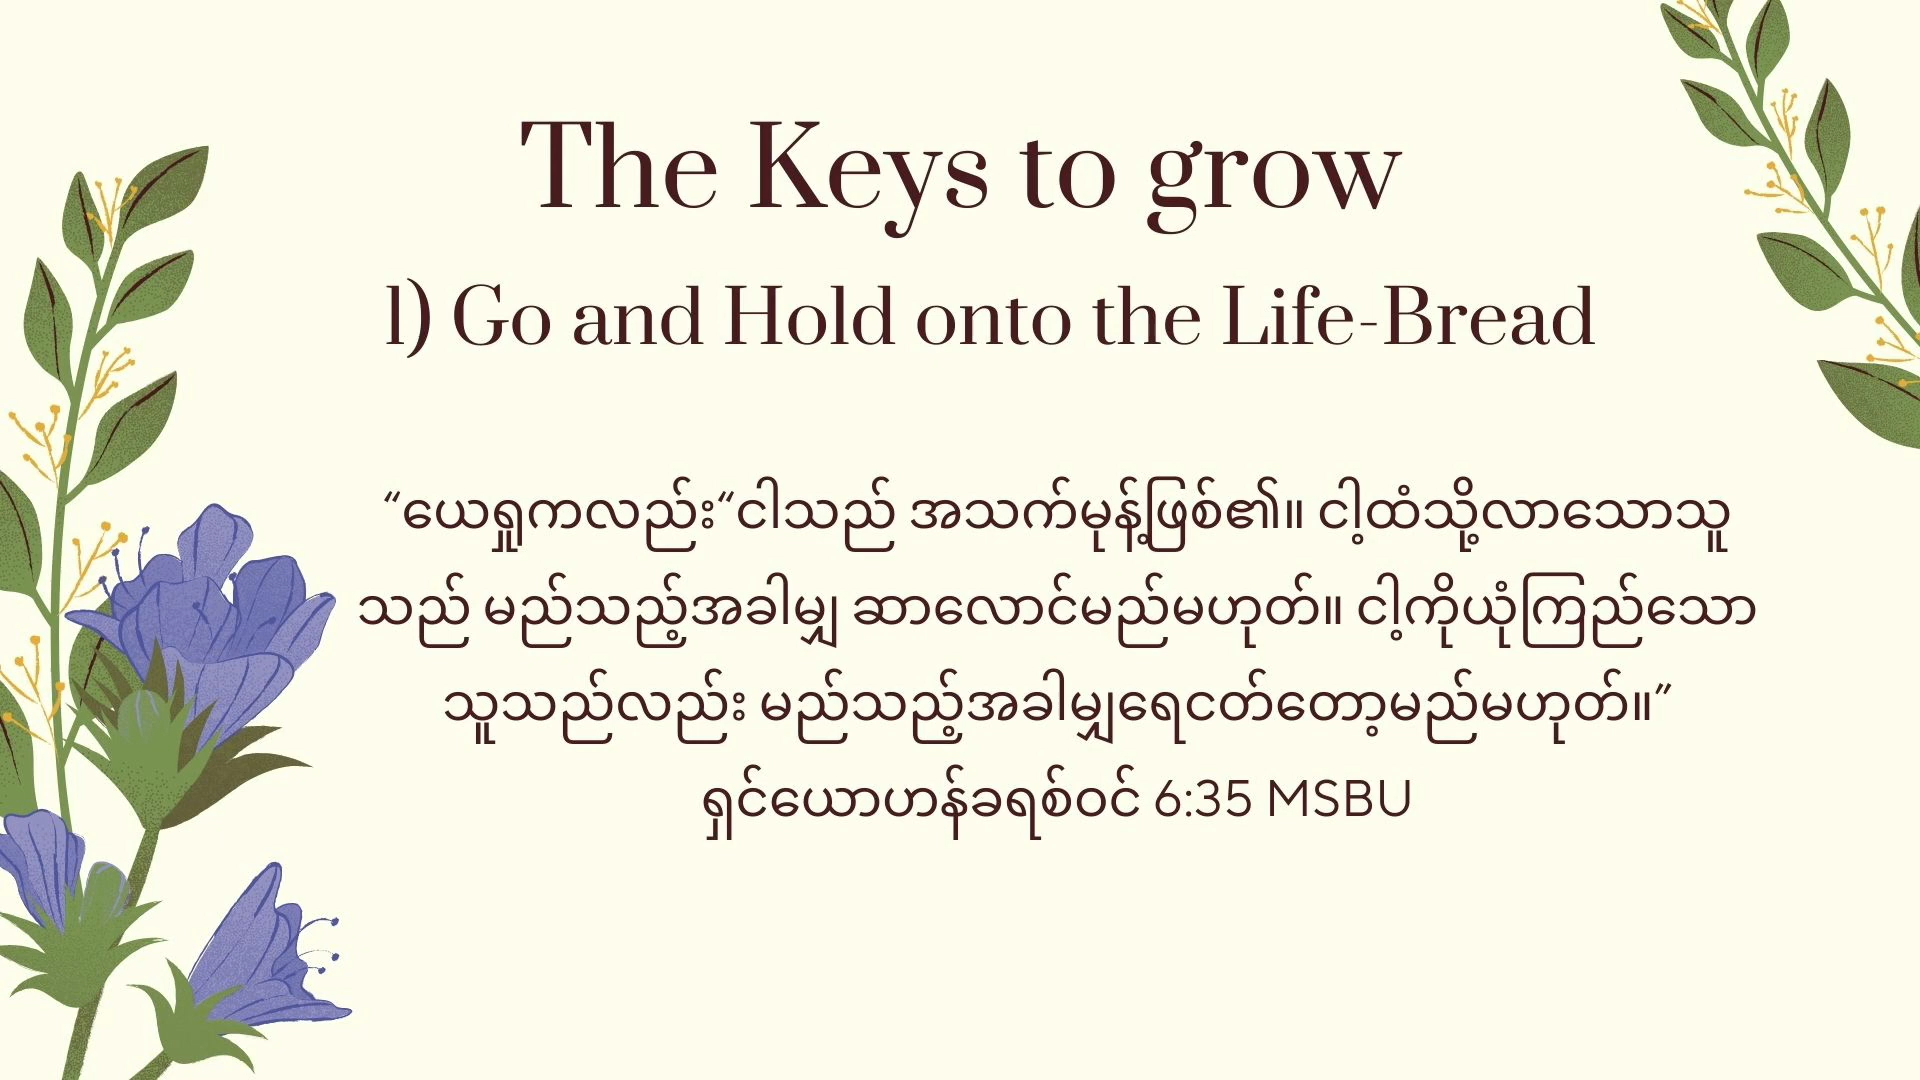 The Keys to grow
1) Go and Hold onto the Life-Bread
“ယေရှုကလည်း“ငါသည် အသက်မုန့်ဖြစ်၏။ ငါ့ထံသို့လာသောသူ
သည် မည်သည့်အခါမျှ ဆာလောင်မည်မဟုတ်။ ငါ့ကိုယုံကြည်သော
သူသည်လည်း မည်သည့်အခါမျှရေငတ်တော့မည်မဟုတ်။”
ရှင်ယောဟန်ခရစ်ဝင် 6:35 MSBU